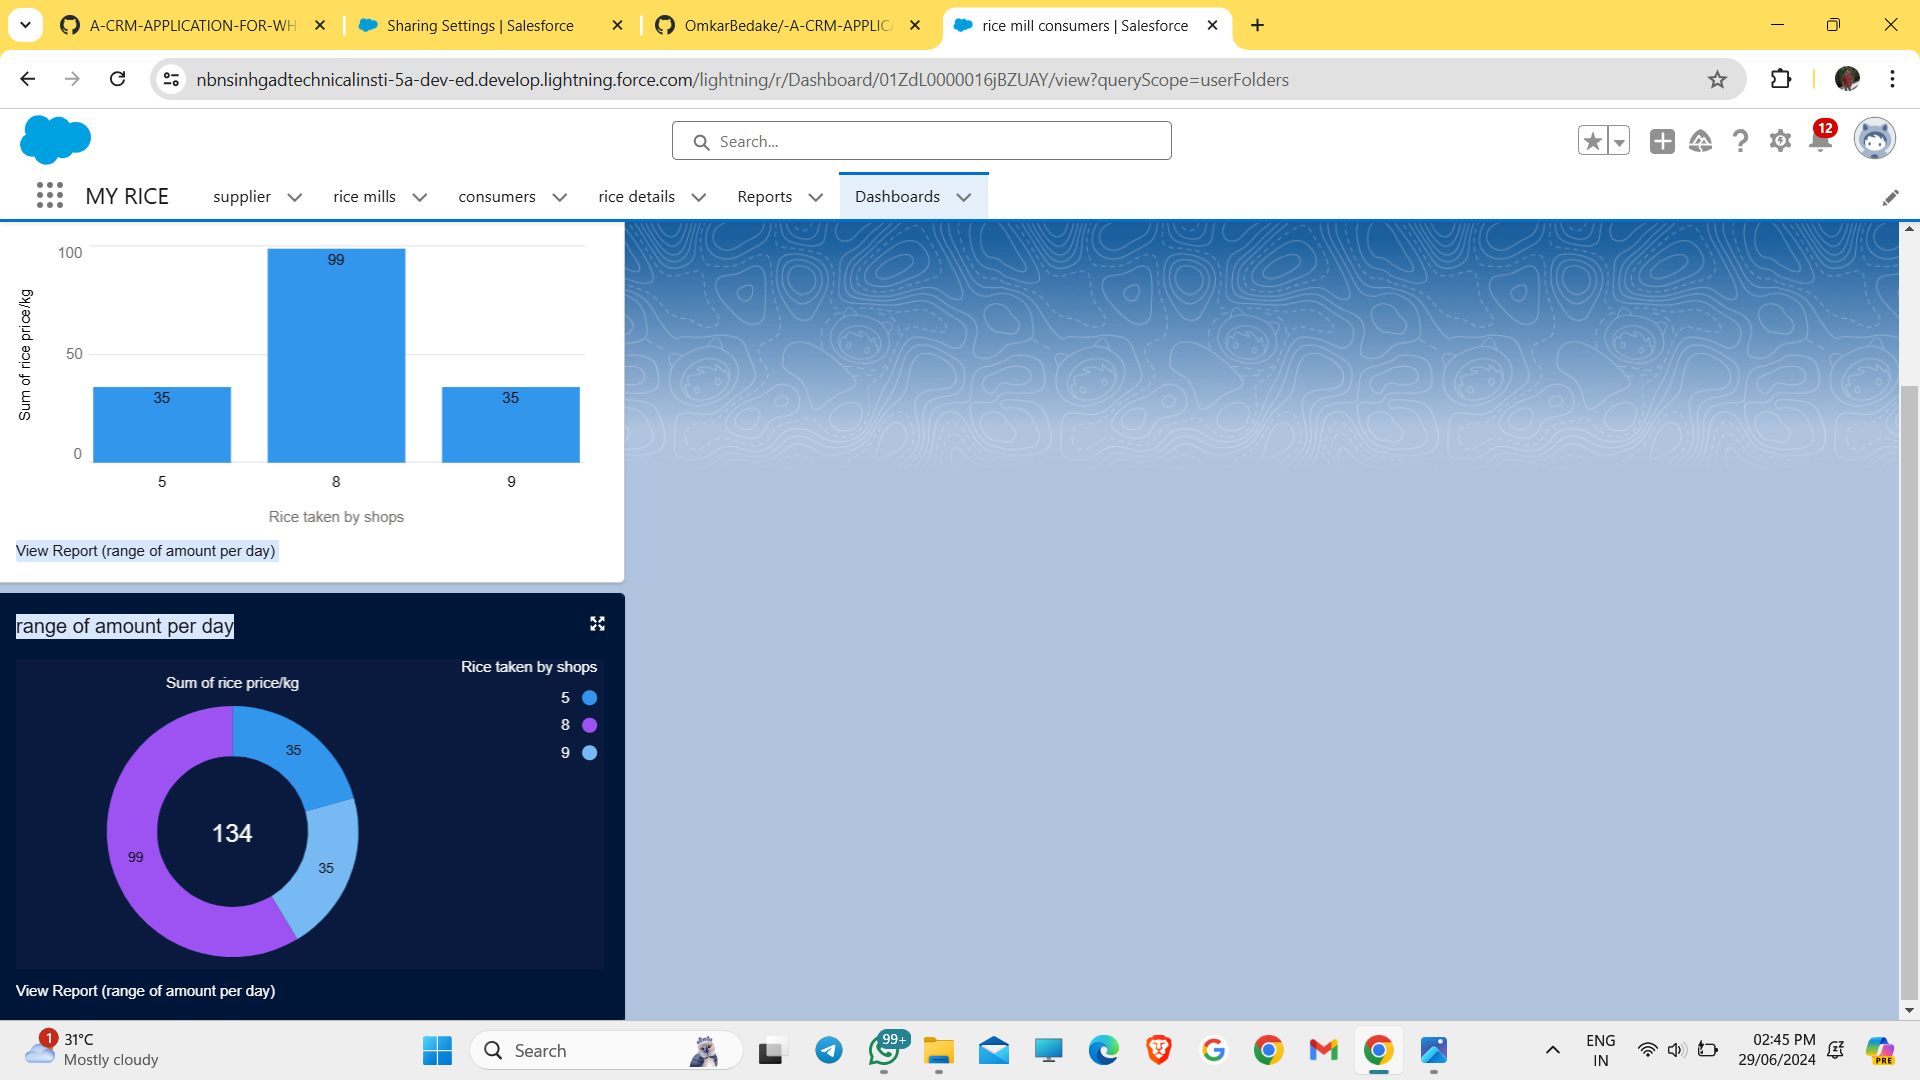 A-CRM-APPLICATION-FOR-WH
Sharing Settings | Salesforce
OmkarBedake/-A-CRM-APPLICA
rice mill consumers | Salesforce
nbnsinhgadtechnicalinsti-5a-dev-ed.develop.lightning.force.com/lightning/r/Dashboard/01ZdL0000016jBZUAY/view?queryScope=userFolders
Search...
12
MY RICE
supplier
rice mills
consumers
rice details
Reports
Dashboards
Sum of rice price/kg
100
50
0
35
99
35
5
8
9
Rice taken by shops
View Report (range of amount per day)
range of amount per day
Sum of rice price/kg
Rice taken by shops
5
8
9
35
99
35
134
View Report (range of amount per day)
1
31°C
Mostly cloudy
Search
99+
ENG
IN
02:45 PM
29/06/2024
PRE